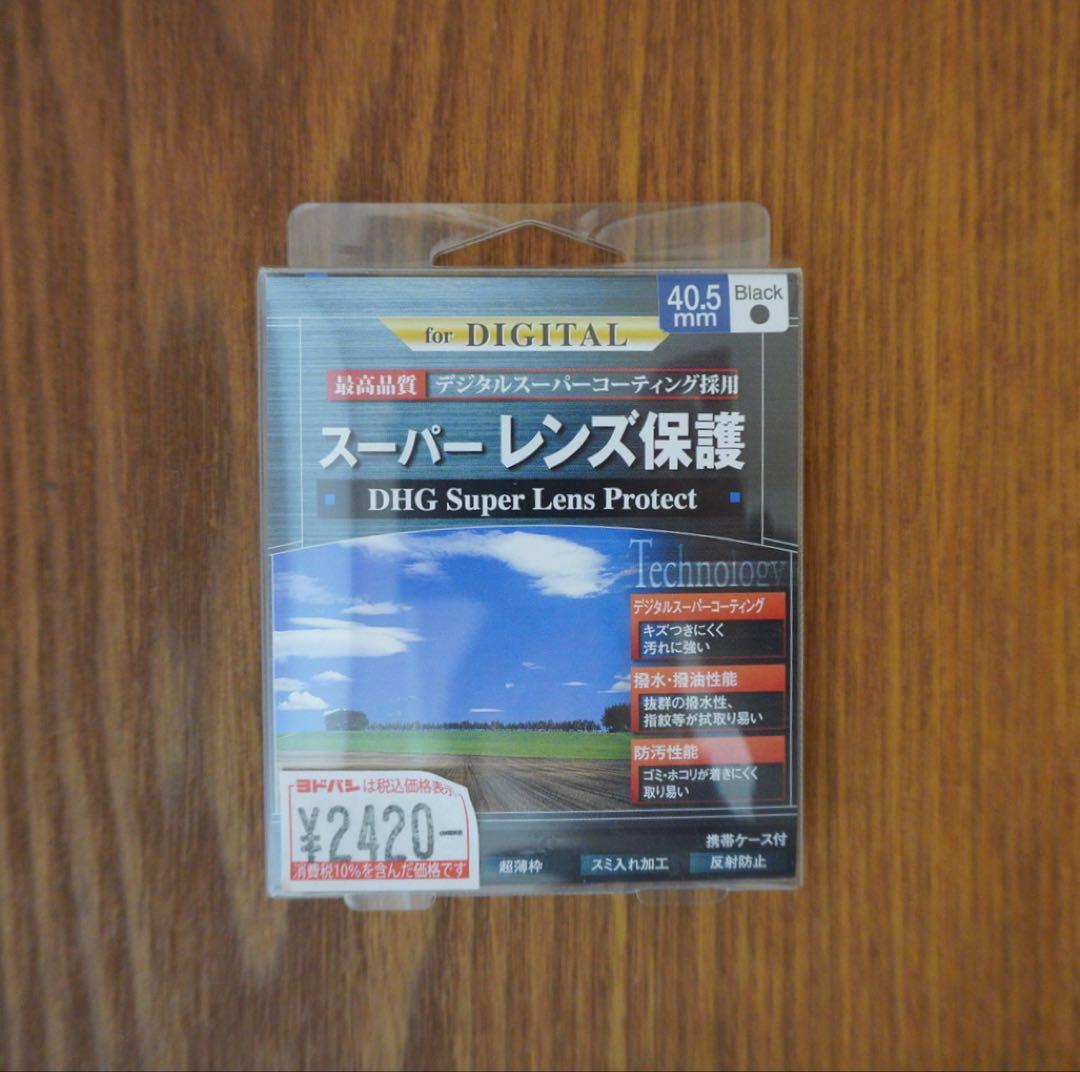 40.5
mm
Black
for DIGITAL
最高品質 デジタルスーパーコーティング採用
スーパー レンズ保護
DHG Super Lens Protect
Technology
デジタルスーパーコーティング
キズつきにくく
汚れに強い
撥水・撥油性能
抜群の撥水性、
指紋等が拭取り易い
防汚性能
ゴミ・ホコリが着きにくく
取り易い
ヨドバシは税込価格表示
¥2420
消費税10%を含んだ価格です
携帯ケース付
超薄枠 スミ入れ加工 反射防止